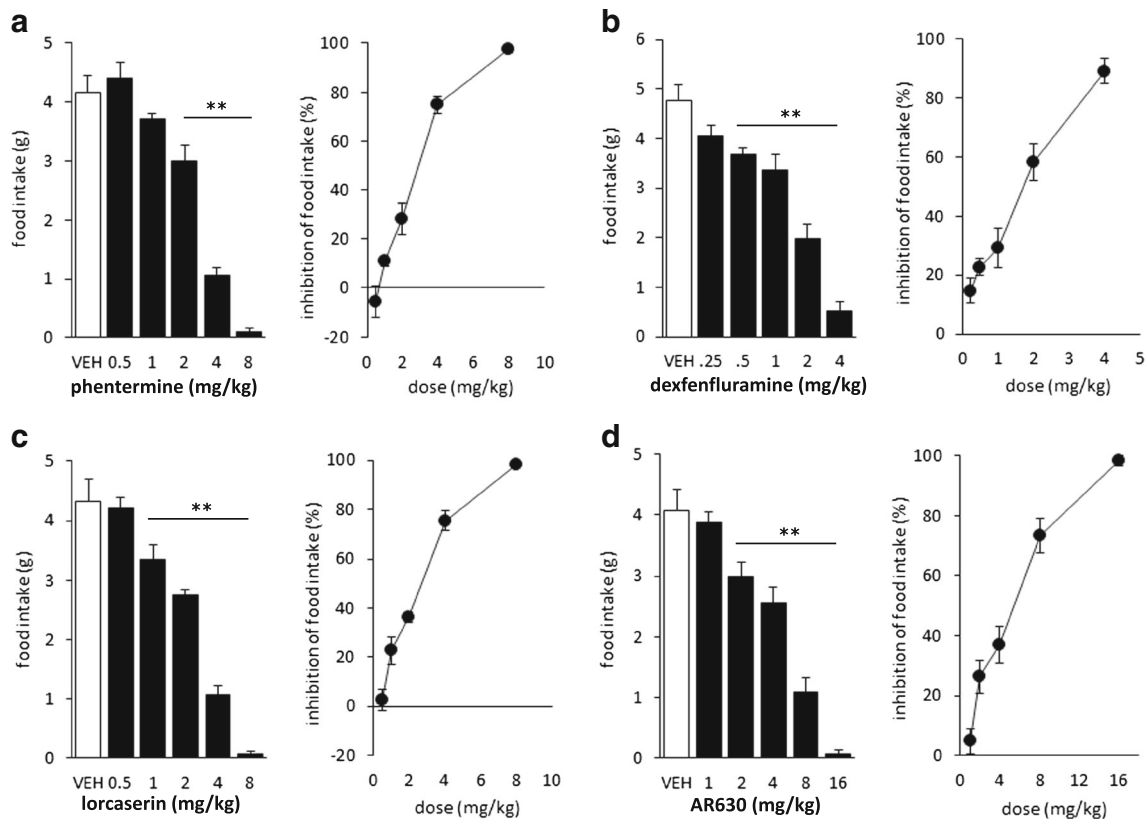 a
food intake (g)
5
4
3
2
1
0
**
VEH 0.5 1 2 4 8
phentermine (mg/kg)
inhibition of food intake (%)
100
80
60
40
20
0
-20
0 2 4 6 8 10
dose (mg/kg)
b
food intake (g)
6
5
4
3
2
1
0
**
VEH .25 .5 1 2 4
dexfenfluramine (mg/kg)
inhibition of food intake (%)
100
80
60
40
20
0
0 1 2 3 4 5
dose (mg/kg)
c
food intake (g)
5
4
3
2
1
0
**
VEH 0.5 1 2 4 8
lorcaserin (mg/kg)
inhibition of food intake (%)
100
80
60
40
20
0
-20
0 2 4 6 8 10
dose (mg/kg)
d
food intake (g)
5
4
3
2
1
0
**
VEH 1 2 4 8 16
AR630 (mg/kg)
inhibition of food intake (%)
100
80
60
40
20
0
0 4 8 12 16
dose (mg/kg)